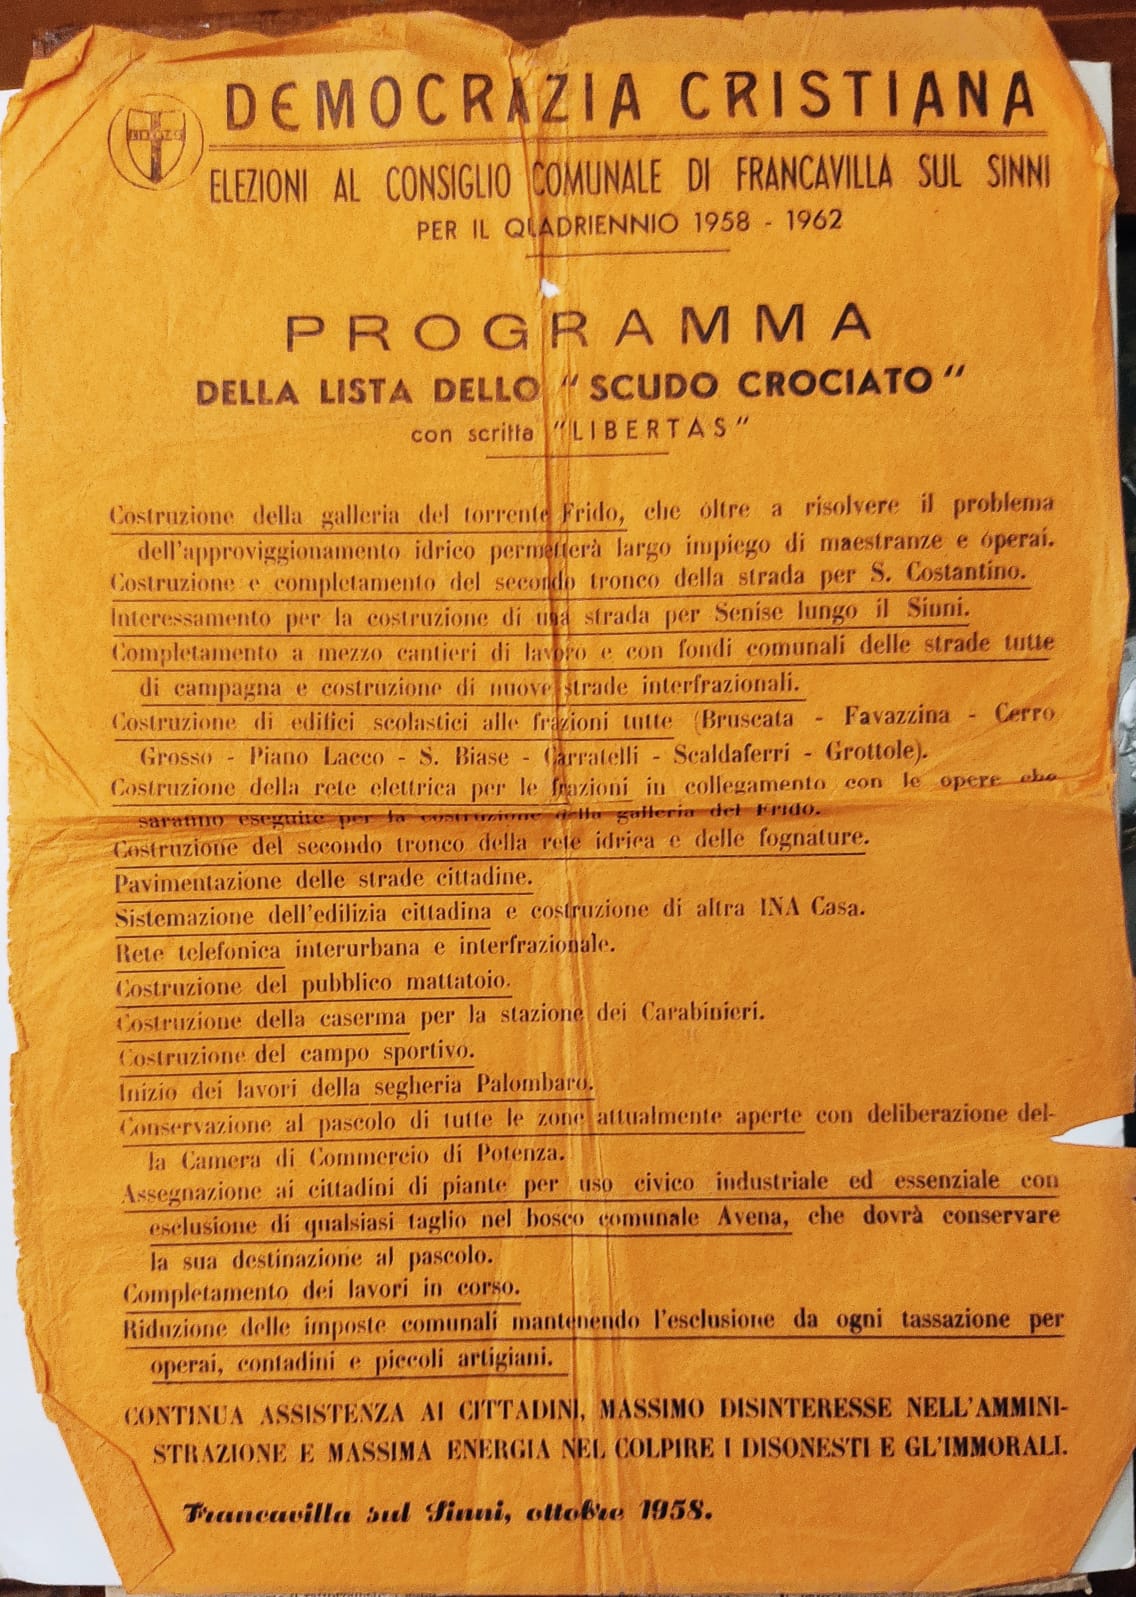 LIBERTAS
DEMOCRAZIA CRISTIANA
ELEZIONI AL CONSIGLIO COMUNALE DI FRANCAVILLA SUL SINNI
PER IL QUADRIENNIO 1958 - 1962
PROGRAMMA
DELLA LISTA DELLO "SCUDO CROCIATO"
con scritta "LIBERTAS"
Costruzione della galleria del torrente Frido, che oltre a risolvere il problema
dell'approviggionamento idrico permetterà largo impiego di maestranze e operai.
Costruzione e completamento del secondo tronco della strada per S. Costantino.
Interessamento per la costruzione di una strada per Senise lungo il Sinni.
Completamento a mezzo cantieri di lavoro e con fondi comunali delle strade tutte
di campagna e costruzione di nuove strade interfrazionali.
Costruzione di edifici scolastici alle frazioni tutte (Bruscata - Favazzina - Cerro
Grosso - Piano Lacco - S. Biase - Carratelli - Scaldaferri - Grottole).
Costruzione della rete elettrica per le frazioni in collegamento con le opere che
saranno eseguite per la costruzione della galleria del Frido.
Costruzione del secondo tronco della rete idrica e delle fognature.
Pavimentazione delle strade cittadine.
Sistemazione dell'edilizia cittadina e costruzione di altra INA Casa.
Rete telefonica interurbana e interfrazionale.
Costruzione del pubblico mattatoio.
Costruzione della caserma per la stazione dei Carabinieri.
Costruzione del campo sportivo.
Inizio dei lavori della segheria Palombaro.
Conservazione al pascolo di tutte le zone attualmente aperte con deliberazione del-
la Camera di Commercio di Potenza.
Assegnazione ai cittadini di piante per uso civico industriale ed essenziale con
esclusione di qualsiasi taglio nel bosco comunale Avena, che dovrà conservare
la sua destinazione al pascolo.
Completamento dei lavori in corso.
Riduzione delle imposte comunali mantenendo l'esclusione da ogni tassazione per
operai, contadini e piccoli artigiani.
CONTINUA ASSISTENZA AI CITTADINI, MASSIMO DISINTERESSE NELL'AMMINI-
STRAZIONE E MASSIMA ENERGIA NEL COLPIRE I DISONESTI E GL'IMMORALI.
Francavilla sul Sinni, ottobre 1958.